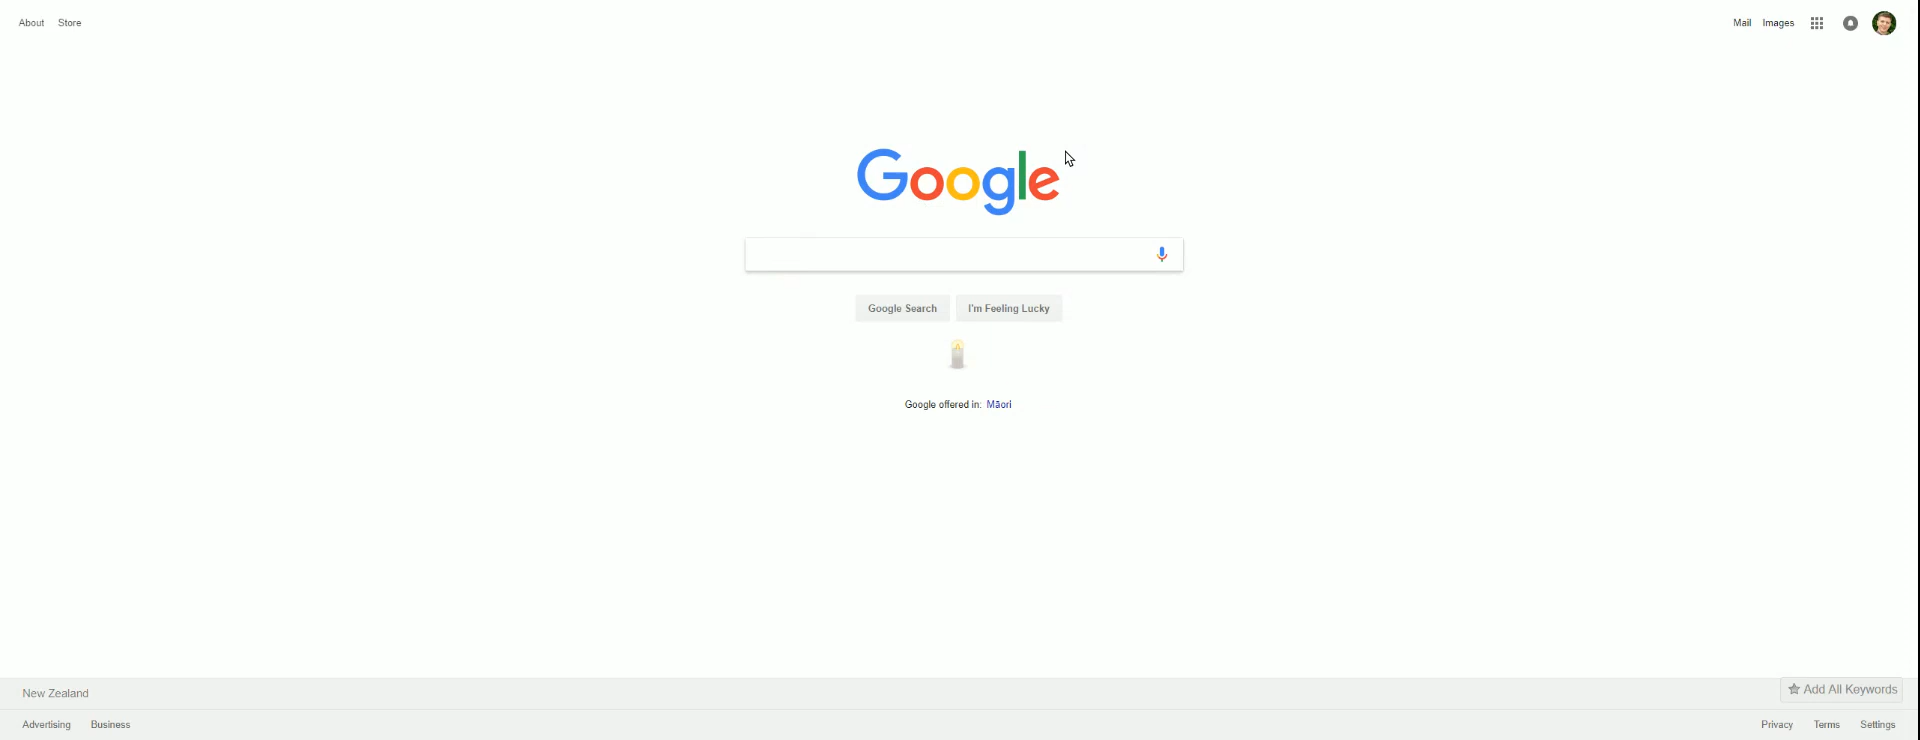 About Store
Mail Images
Google
Google Search I'm Feeling Lucky
Google offered in: Māori
New Zealand
Add All Keywords
Advertising Business
Privacy Terms Settings